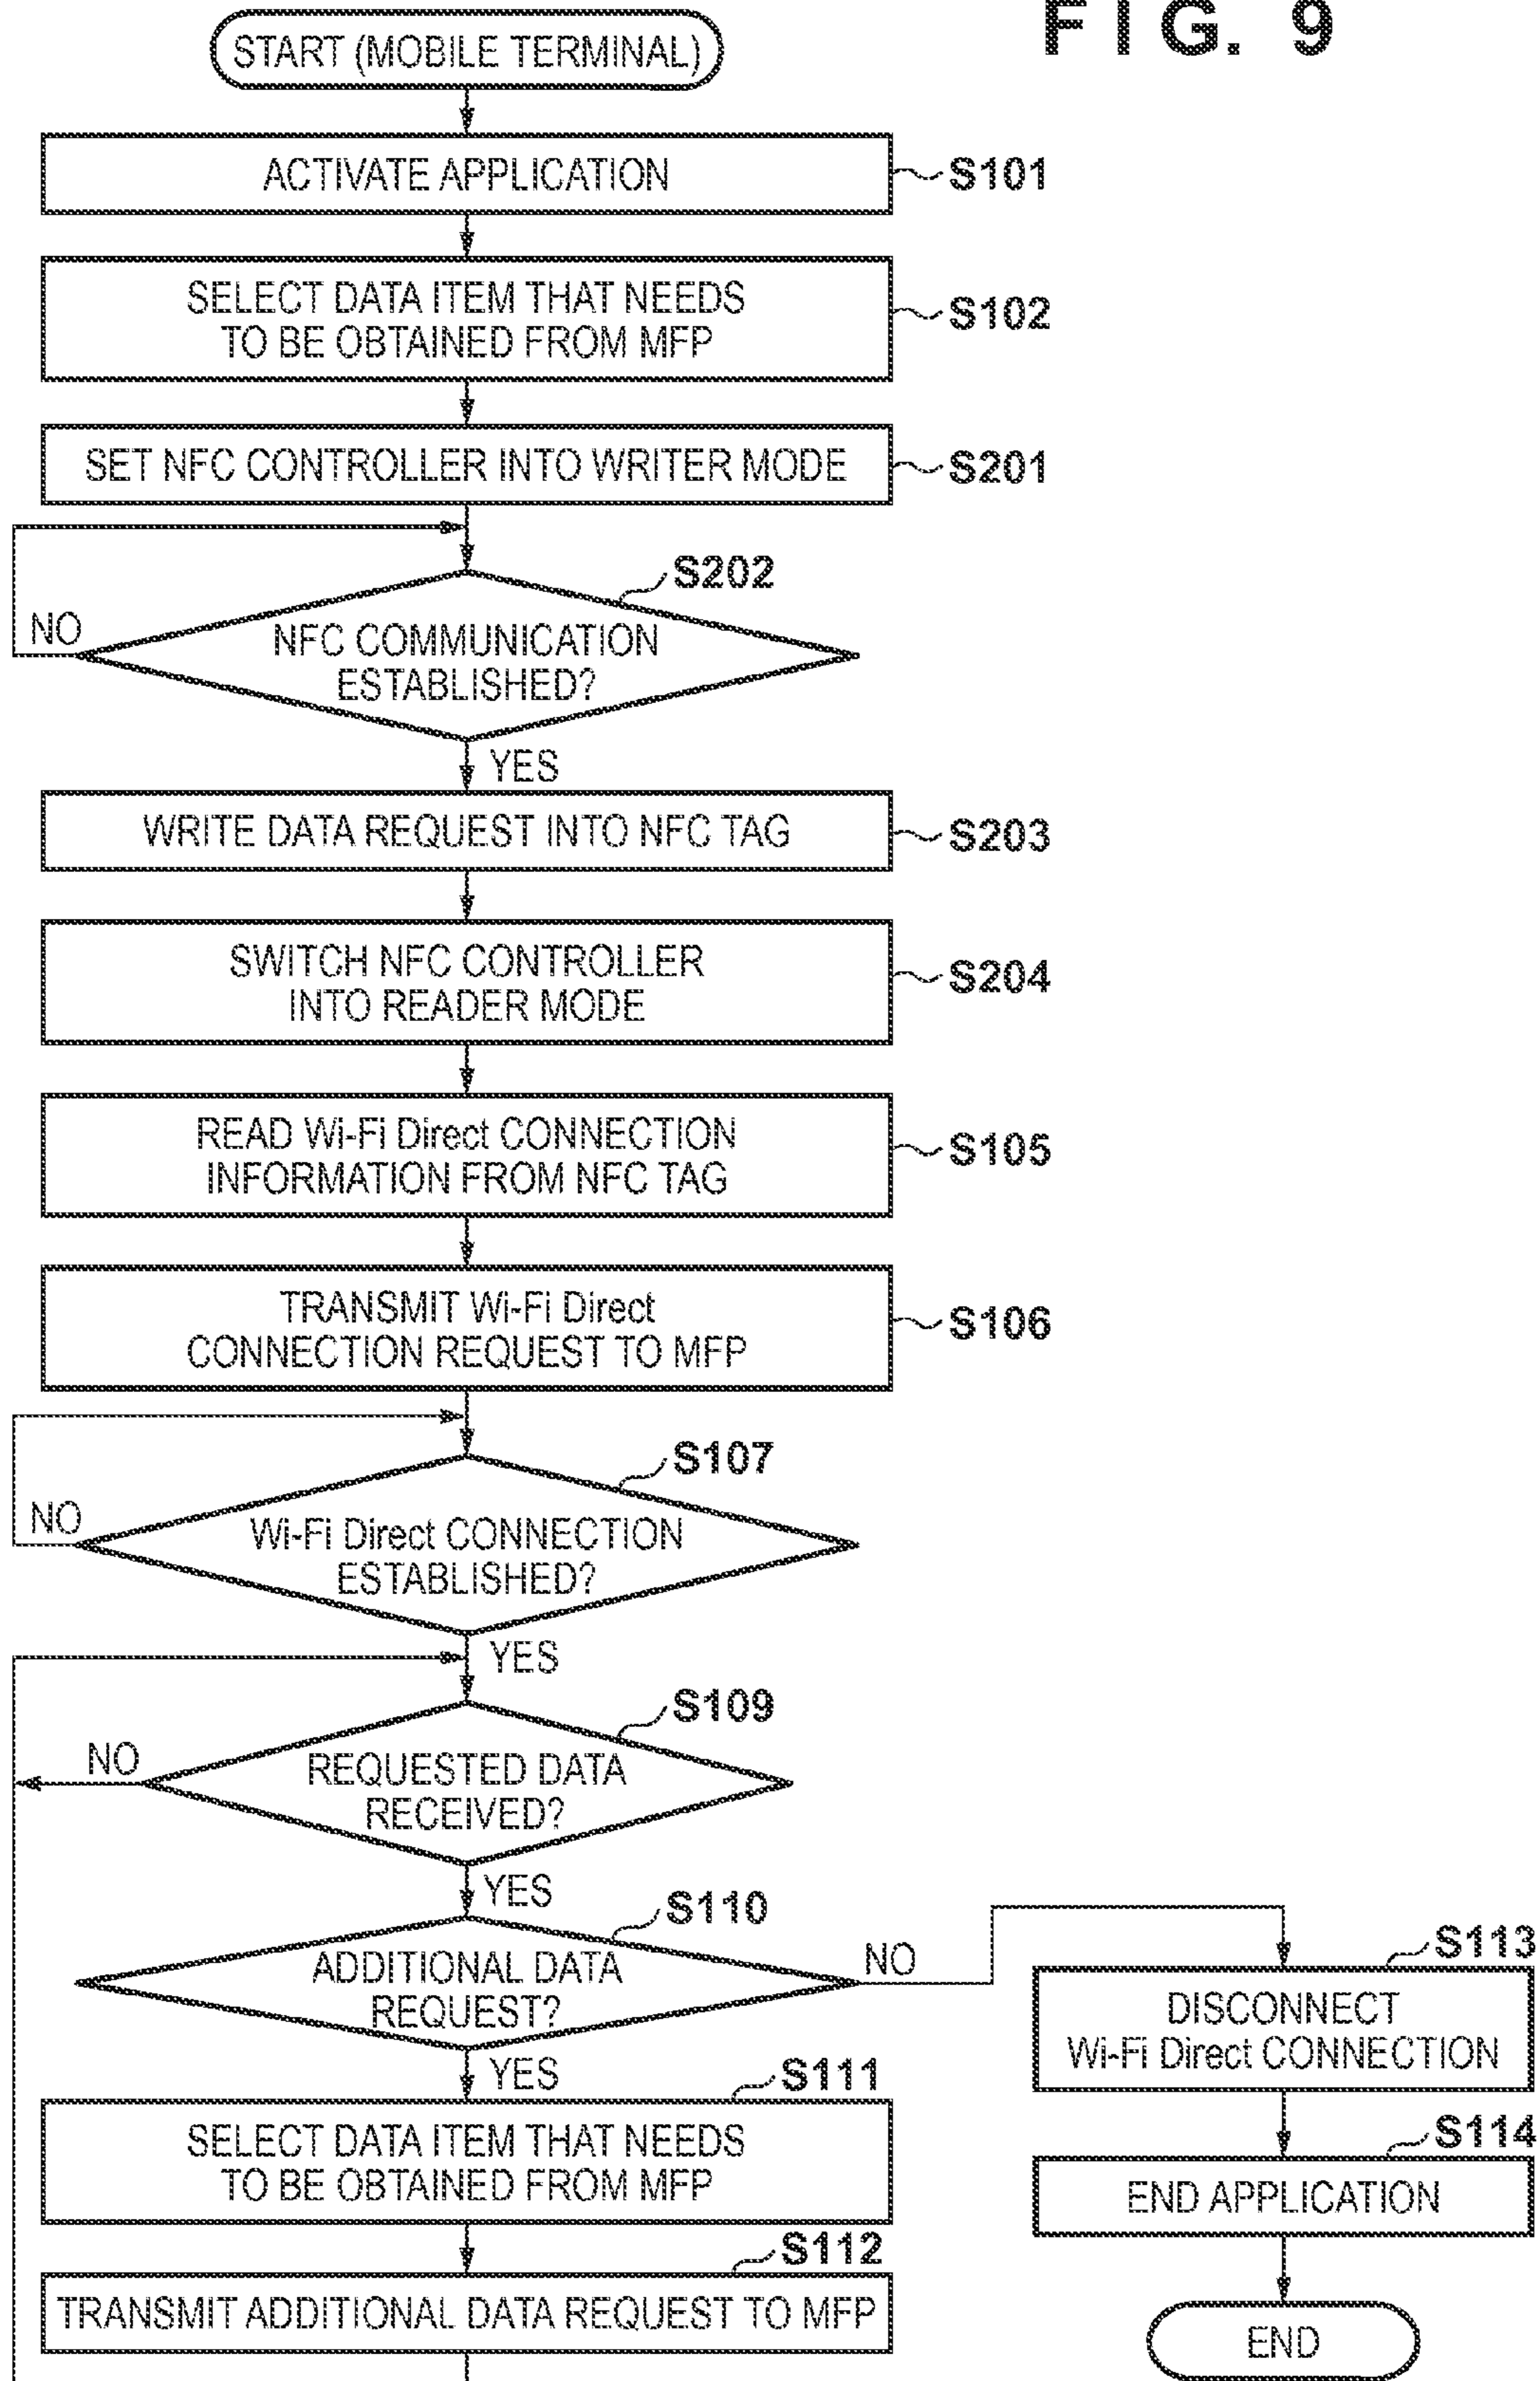 FIG. 9
START (MOBILE TERMINAL)
ACTIVATE APPLICATION
S101
SELECT DATA ITEM THAT NEEDS
TO BE OBTAINED FROM MFP
S102
SET NFC CONTROLLER INTO WRITER MODE
S201
S202
NO
NFC COMMUNICATION
ESTABLISHED?
YES
WRITE DATA REQUEST INTO NFC TAG
S203
SWITCH NFC CONTROLLER
INTO READER MODE
S204
READ Wi-Fi Direct CONNECTION
INFORMATION FROM NFC TAG
S105
TRANSMIT Wi-Fi Direct
CONNECTION REQUEST TO MFP
S106
S107
NO
Wi-Fi Direct CONNECTION
ESTABLISHED?
YES
S109
NO
REQUESTED DATA
RECEIVED?
YES
S110
ADDITIONAL DATA
REQUEST?
NO
YES
S111
SELECT DATA ITEM THAT NEEDS
TO BE OBTAINED FROM MFP
S112
TRANSMIT ADDITIONAL DATA REQUEST TO MFP
S113
DISCONNECT
Wi-Fi Direct CONNECTION
S114
END APPLICATION
END